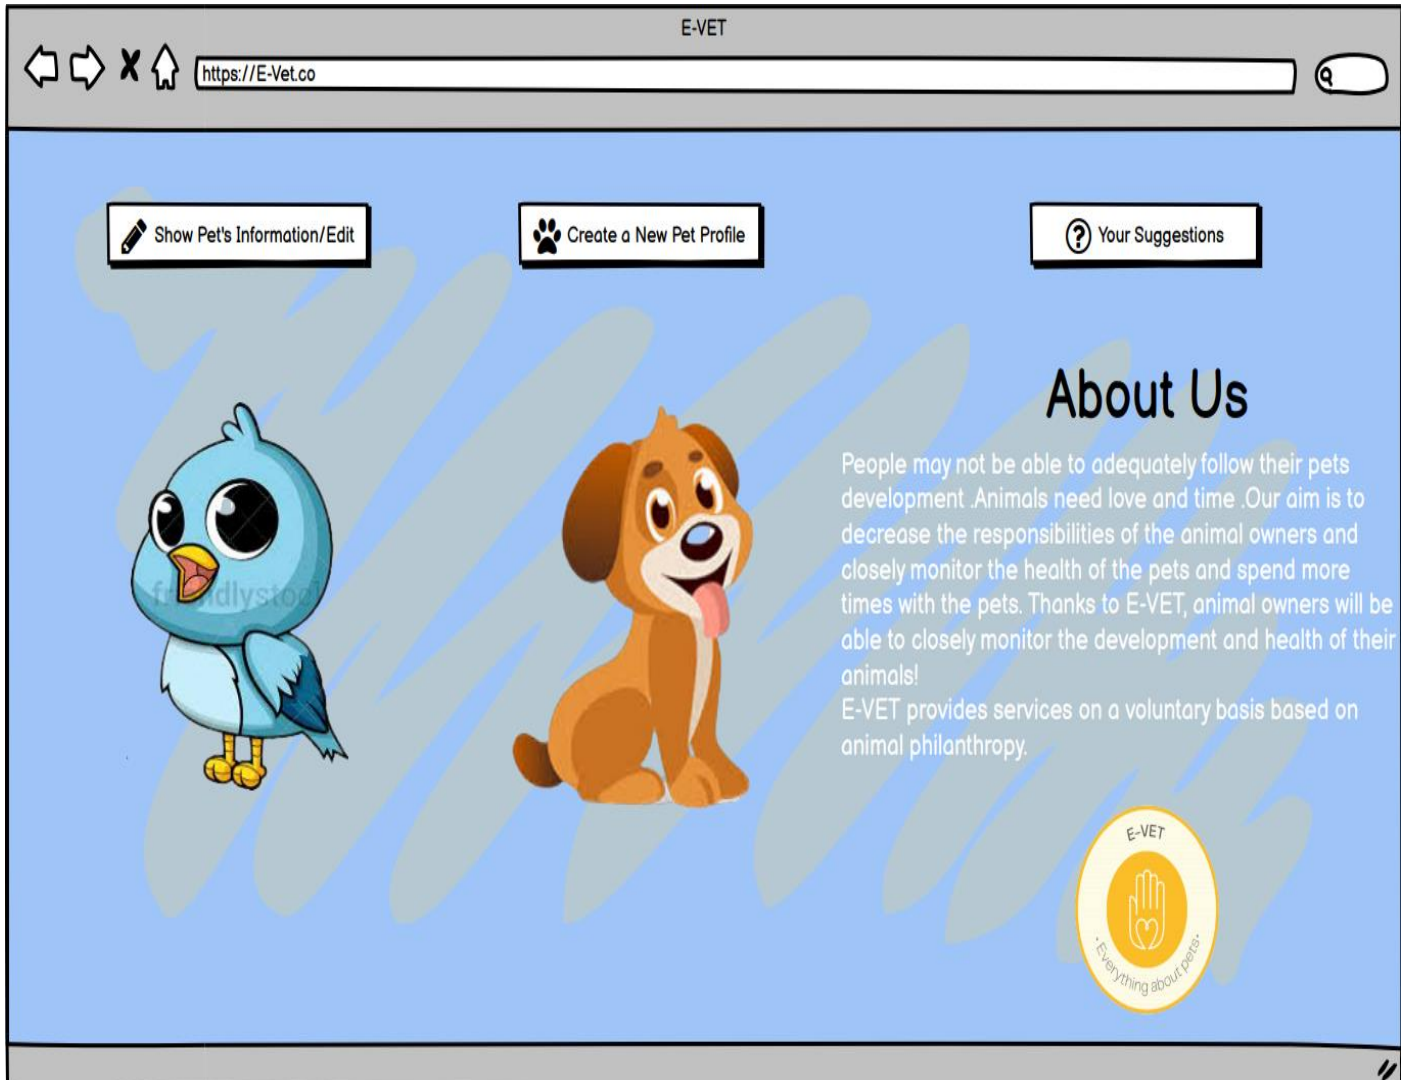 E-VET
https://E-Vet.co
Show Pet's Information/Edit
Create a New Pet Profile
Your Suggestions
About Us
People may not be able to adequately follow their pets
development .Animals need love and time .Our aim is to
decrease the responsibilities of the animal owners and
closely monitor the health of the pets and spend more
times with the pets. Thanks to E-VET, animal owners will be
able to closely monitor the development and health of their
animals!
E-VET provides services on a voluntary basis based on
animal philanthropy.
E-VET
• Everything about pets •